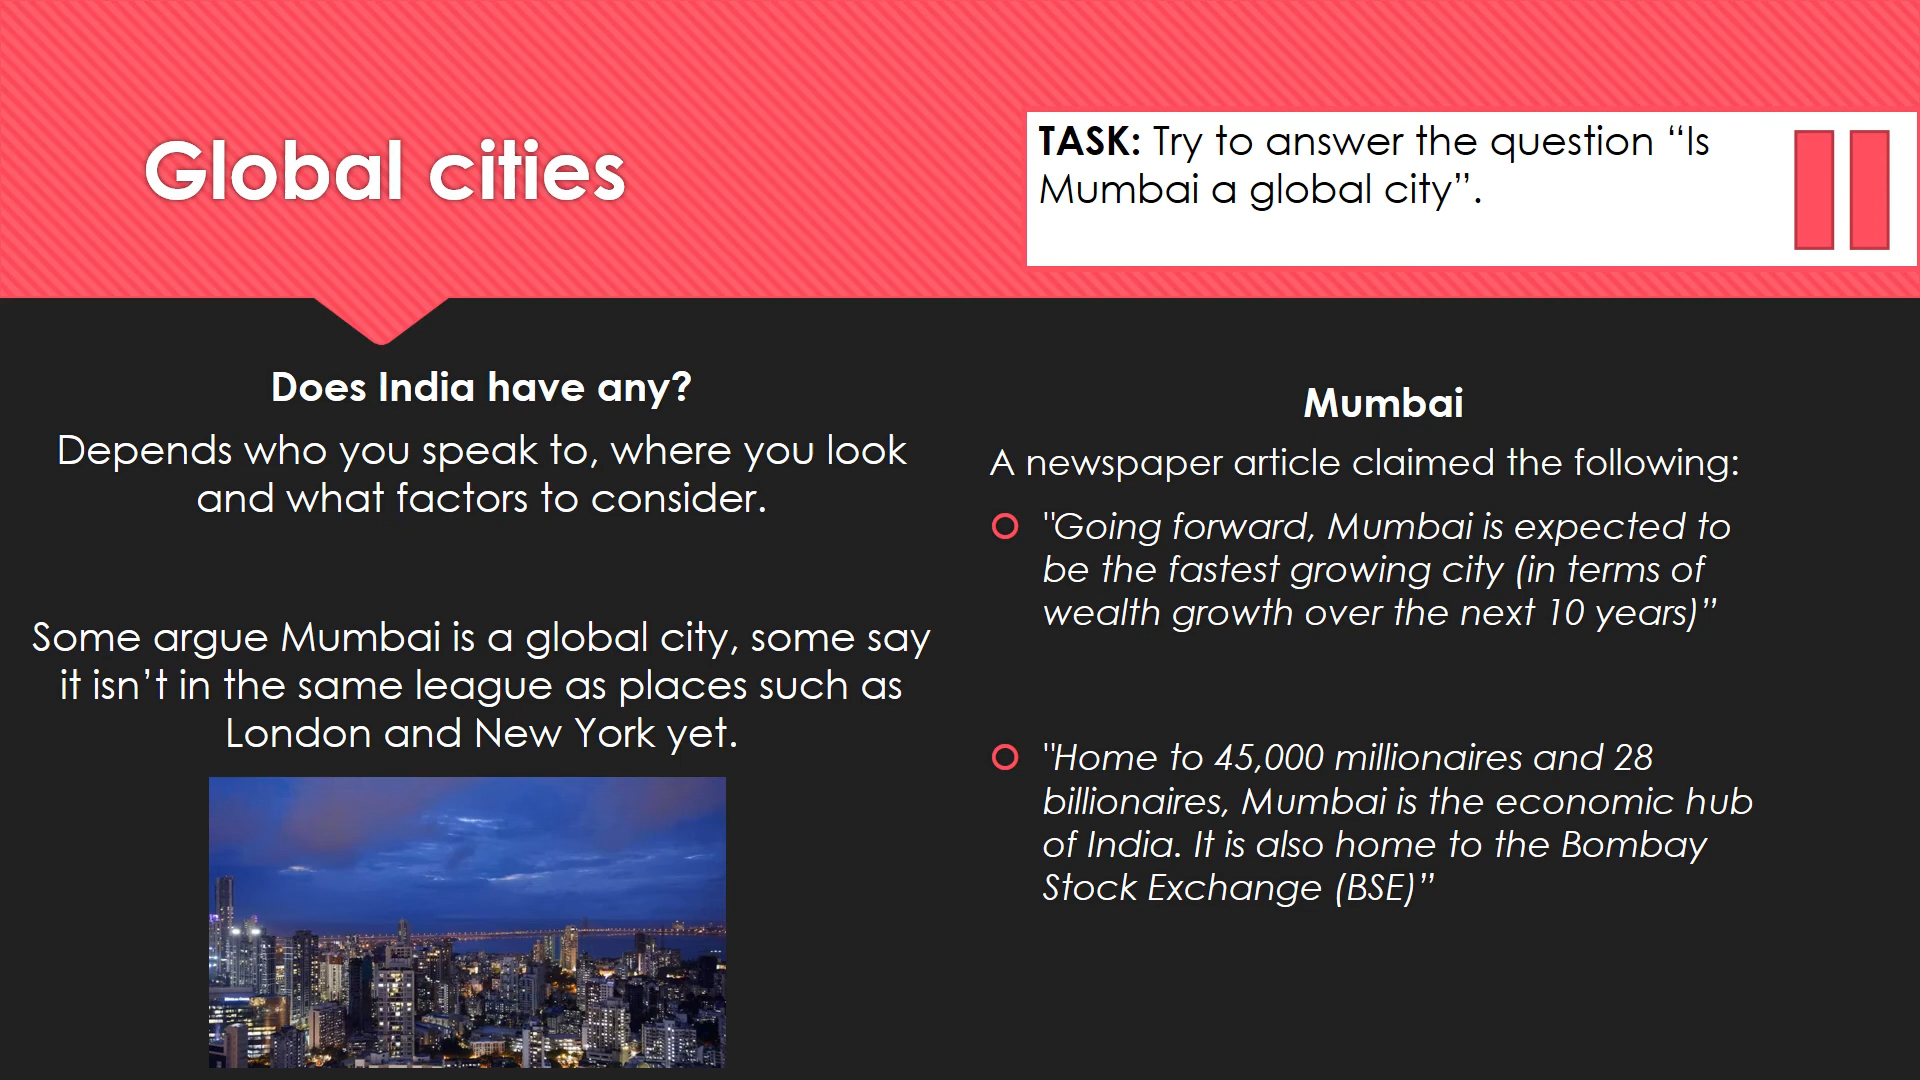 Global cities
TASK: Try to answer the question “Is
Mumbai a global city”.
Does India have any?
Depends who you speak to, where you look
and what factors to consider.
Some argue Mumbai is a global city, some say
it isn’t in the same league as places such as
London and New York yet.
Mumbai
A newspaper article claimed the following:
"Going forward, Mumbai is expected to
be the fastest growing city (in terms of
wealth growth over the next 10 years)”
"Home to 45,000 millionaires and 28
billionaires, Mumbai is the economic hub
of India. It is also home to the Bombay
Stock Exchange (BSE)”